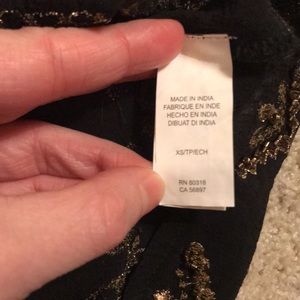 MADE IN INDIA
FABRIQUE EN INDE
HECHO EN INDIA
DIBUAT DI INDIA
XS/TP/ECH
RN 80318
CA 56897